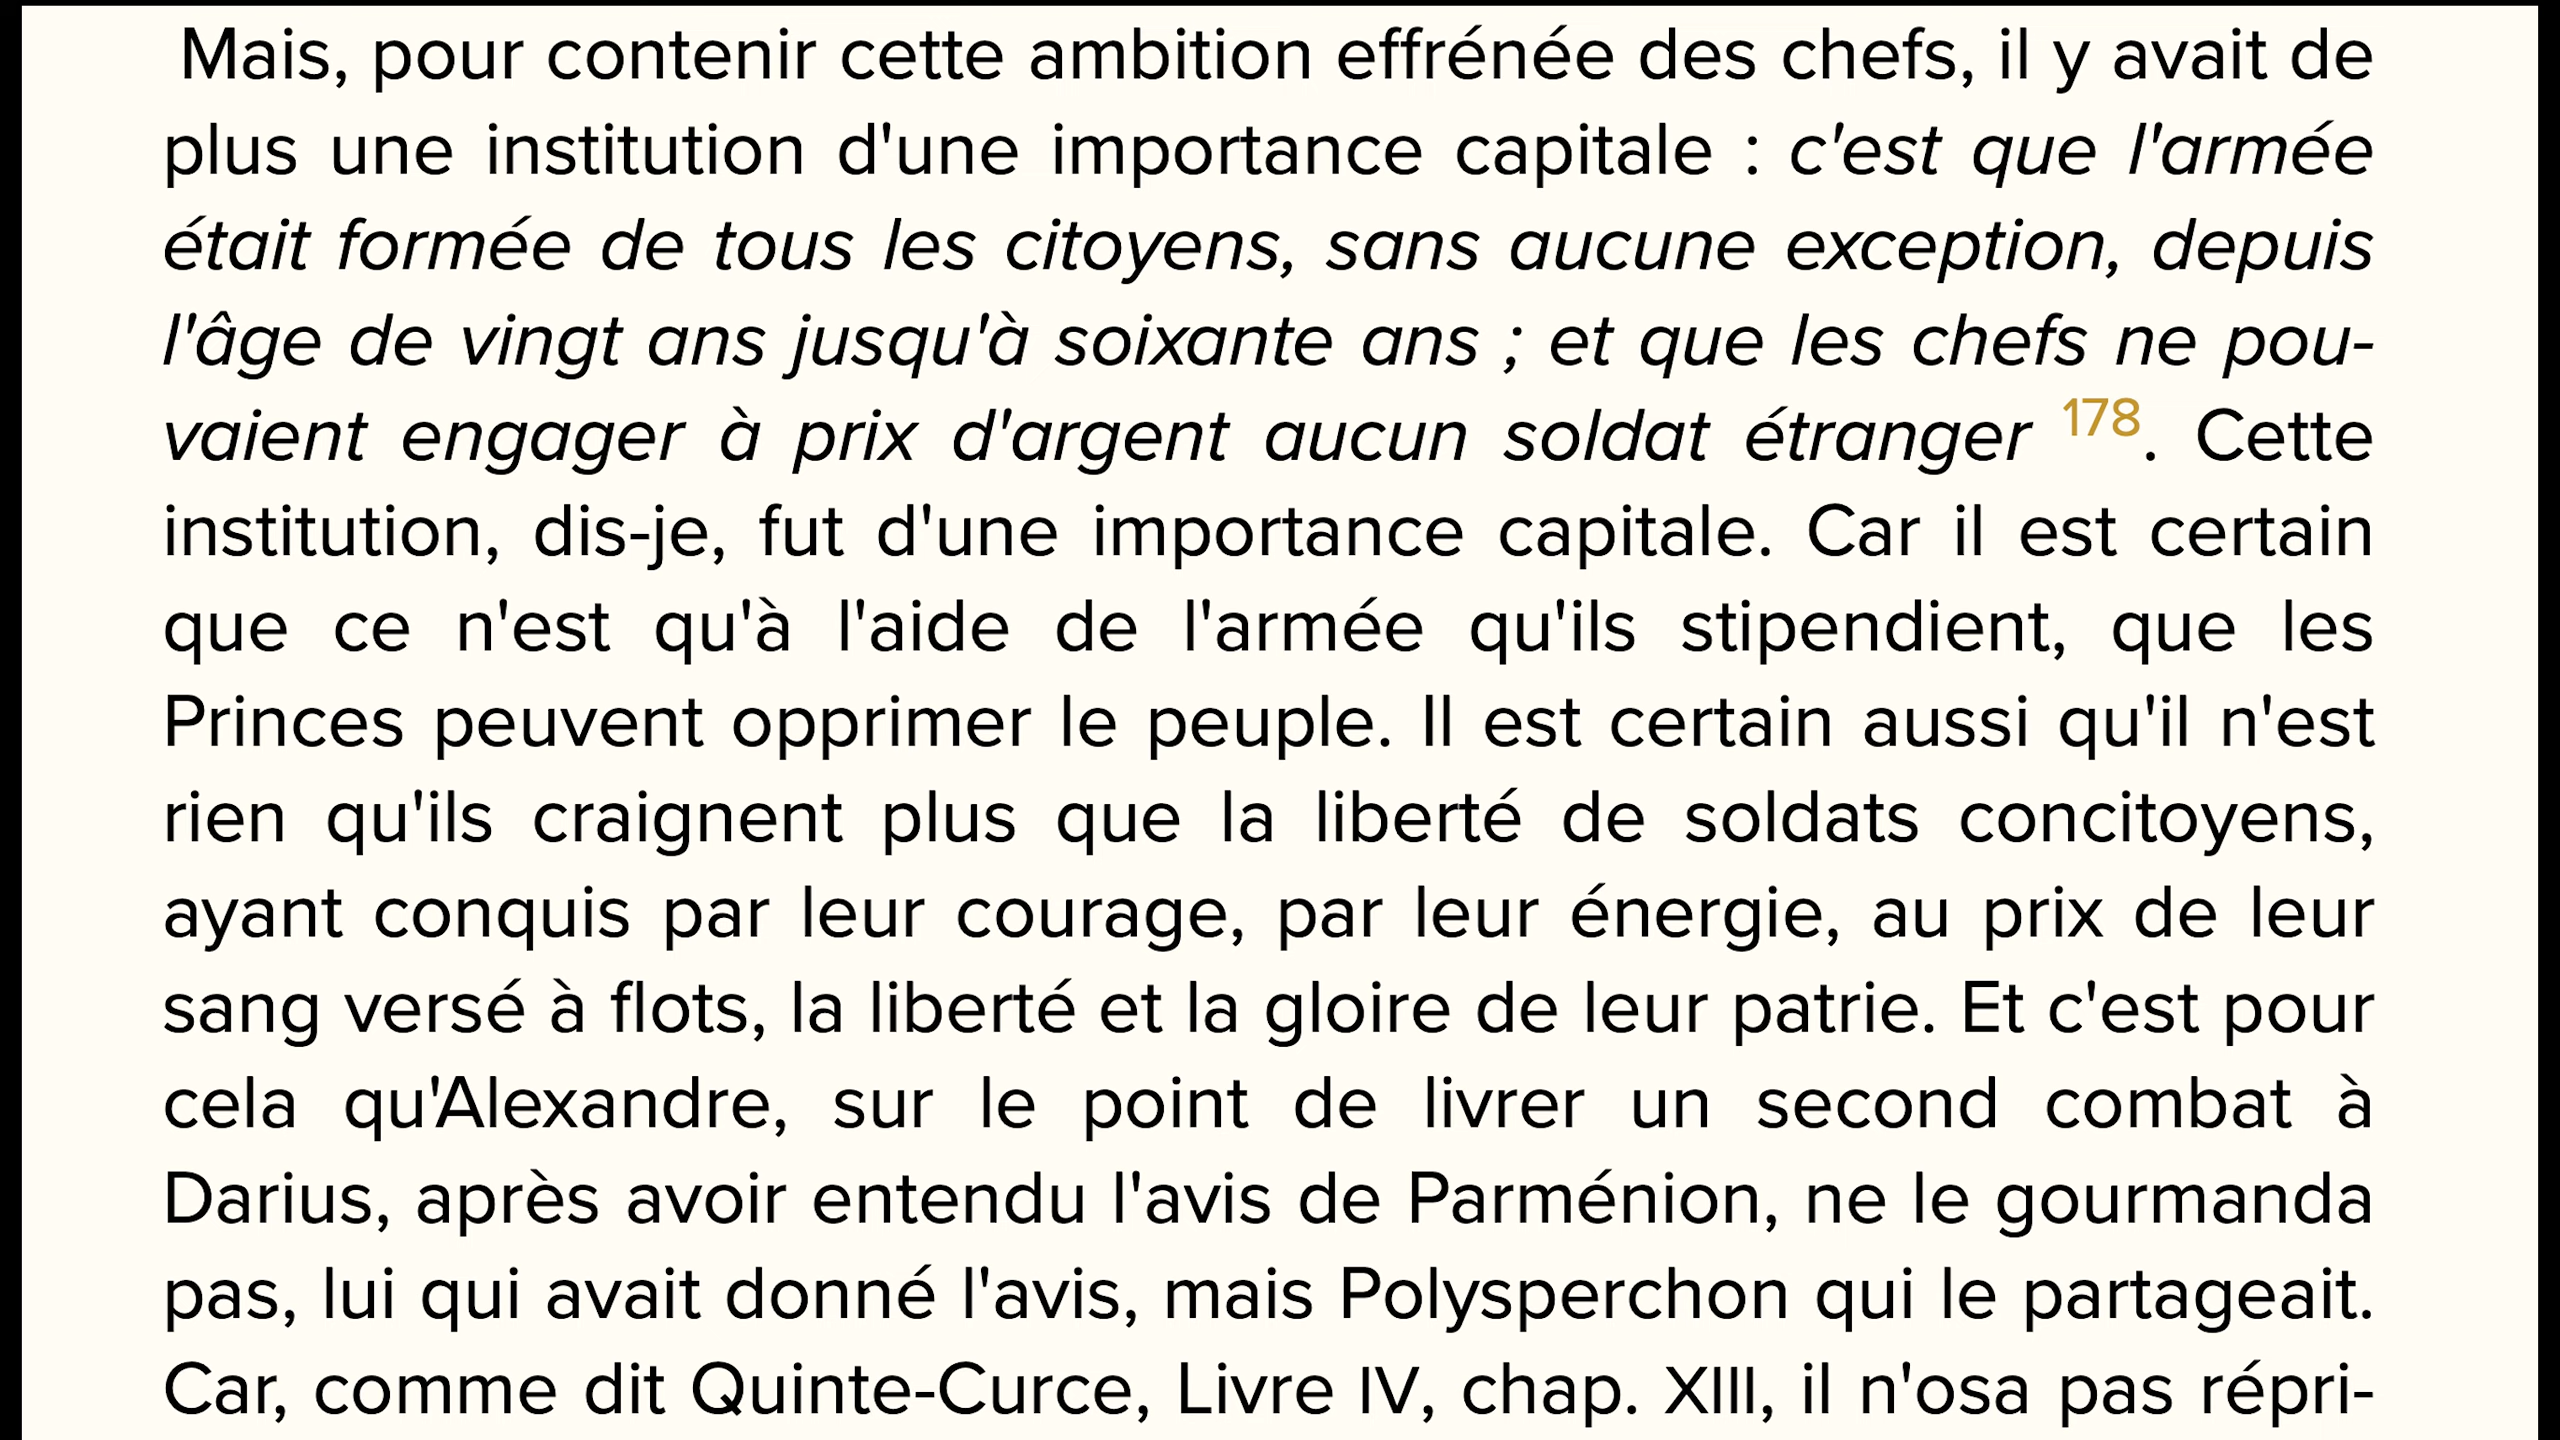 Mais, pour contenir cette ambition effrénée des chefs, il y avait de
plus une institution d'une importance capitale : c'est que l'armée
était formée de tous les citoyens, sans aucune exception, depuis
l'âge de vingt ans jusqu'à soixante ans ; et que les chefs ne pou-
vaient engager à prix d'argent aucun soldat étranger 178. Cette
institution, dis-je, fut d'une importance capitale. Car il est certain
que ce n'est qu'à l'aide de l'armée qu'ils stipendient, que les
Princes peuvent opprimer le peuple. Il est certain aussi qu'il n'est
rien qu'ils craignent plus que la liberté de soldats concitoyens,
ayant conquis par leur courage, par leur énergie, au prix de leur
sang versé à flots, la liberté et la gloire de leur patrie. Et c'est pour
cela qu'Alexandre, sur le point de livrer un second combat à
Darius, après avoir entendu l'avis de Parménion, ne le gourmanda
pas, lui qui avait donné l'avis, mais Polysperchon qui le partageait.
Car, comme dit Quinte-Curce, Livre IV, chap. XIII, il n'osa pas répri-